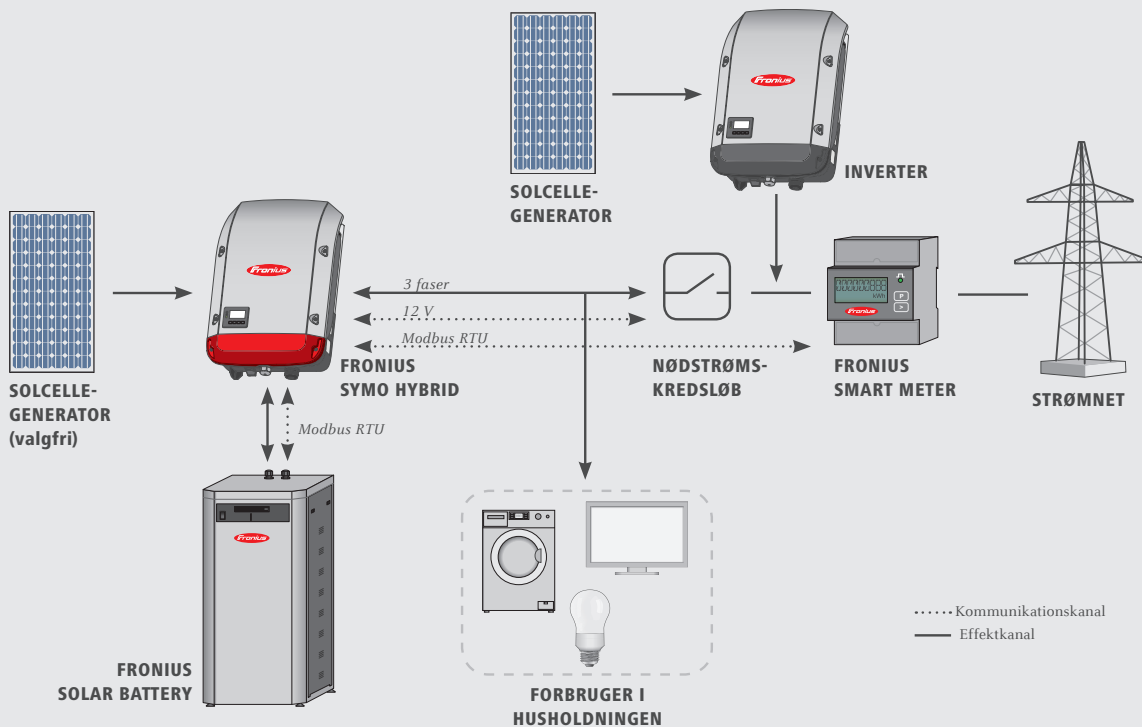 Fronius
SOLCELLE-
GENERATOR
INVERTER
Fronius
3 faser
12 V
Modbus RTU
kWh
P
>
Fronius
SOLCELLE-
GENERATOR
(valgfri)
FRONIUS
SYMO HYBRID
NØDSTRØMS-
KREDSLØB
FRONIUS
SMART METER
STRØMNET
Modbus RTU
Fronius
FRONIUS
SOLAR BATTERY
FORBRUGER I
HUSHOLDNINGEN
Kommunikationskanal
Effektkanal